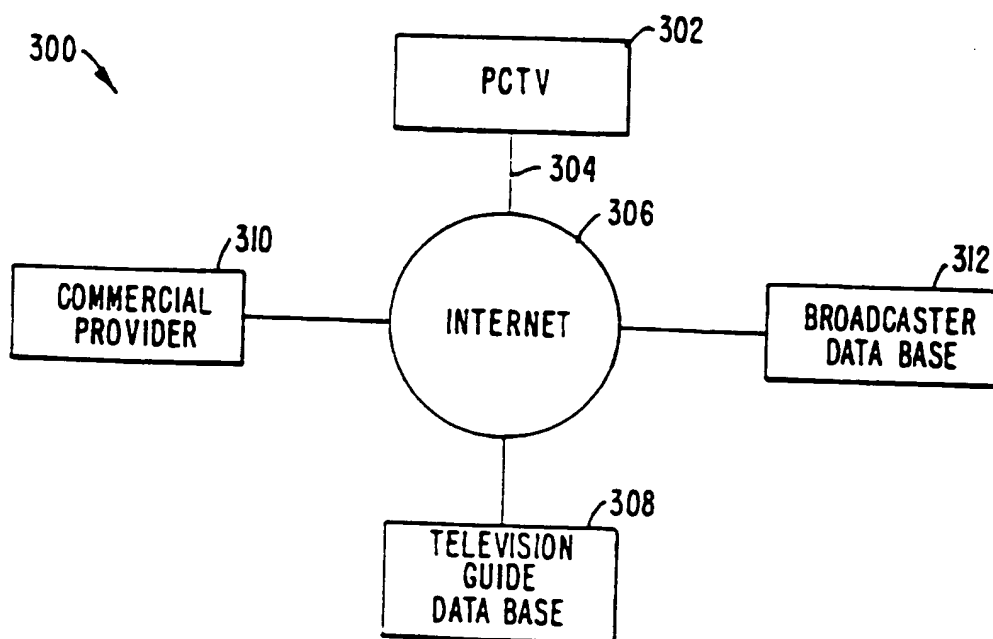 302
300
PCTV
304
306
310
312
COMMERCIAL
PROVIDER
INTERNET
BROADCASTER
DATA BASE
308
TELEVISION
GUIDE
DATA BASE